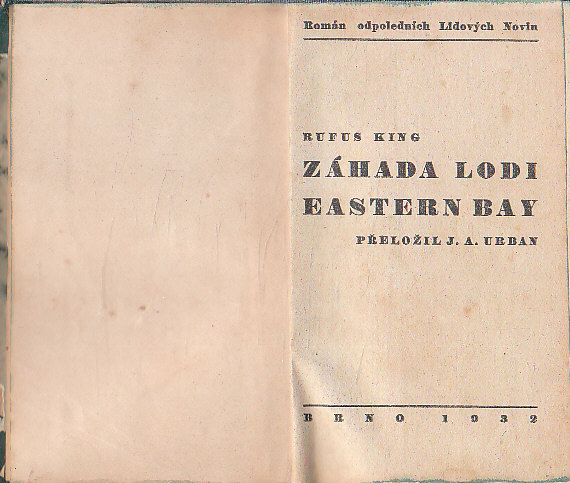 Román odpoledních Lidových Novin
RUFUS KING
ZÁHADA LODI
EASTERN BAY
PŘELOŽIL J. A. URBAN
BRNO 1932